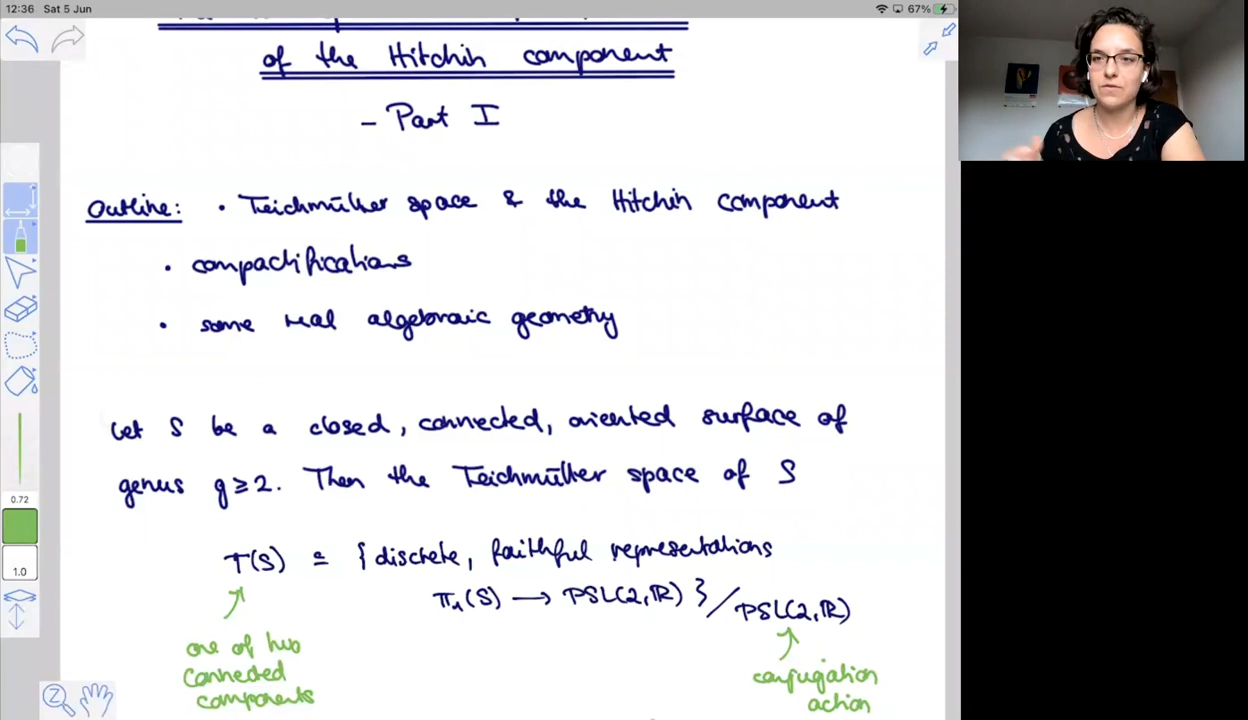 12:36 Sat 5 Jun
67%
of the Hitchin component
- Part I
Outline: • Teichmüller space & the Hitchin component
• compactifications
• some real algebraic geometry
Let S be a closed, connected, oriented surface of
genus g ≥ 2. Then the Teichmüller space of S
T(S) = {discrete, faithful representations
π₁(S) → PSL(2,ℝ)}/PSL(2,ℝ)
one of two
connected
components
conjugation
action
0.72
1.0
Z